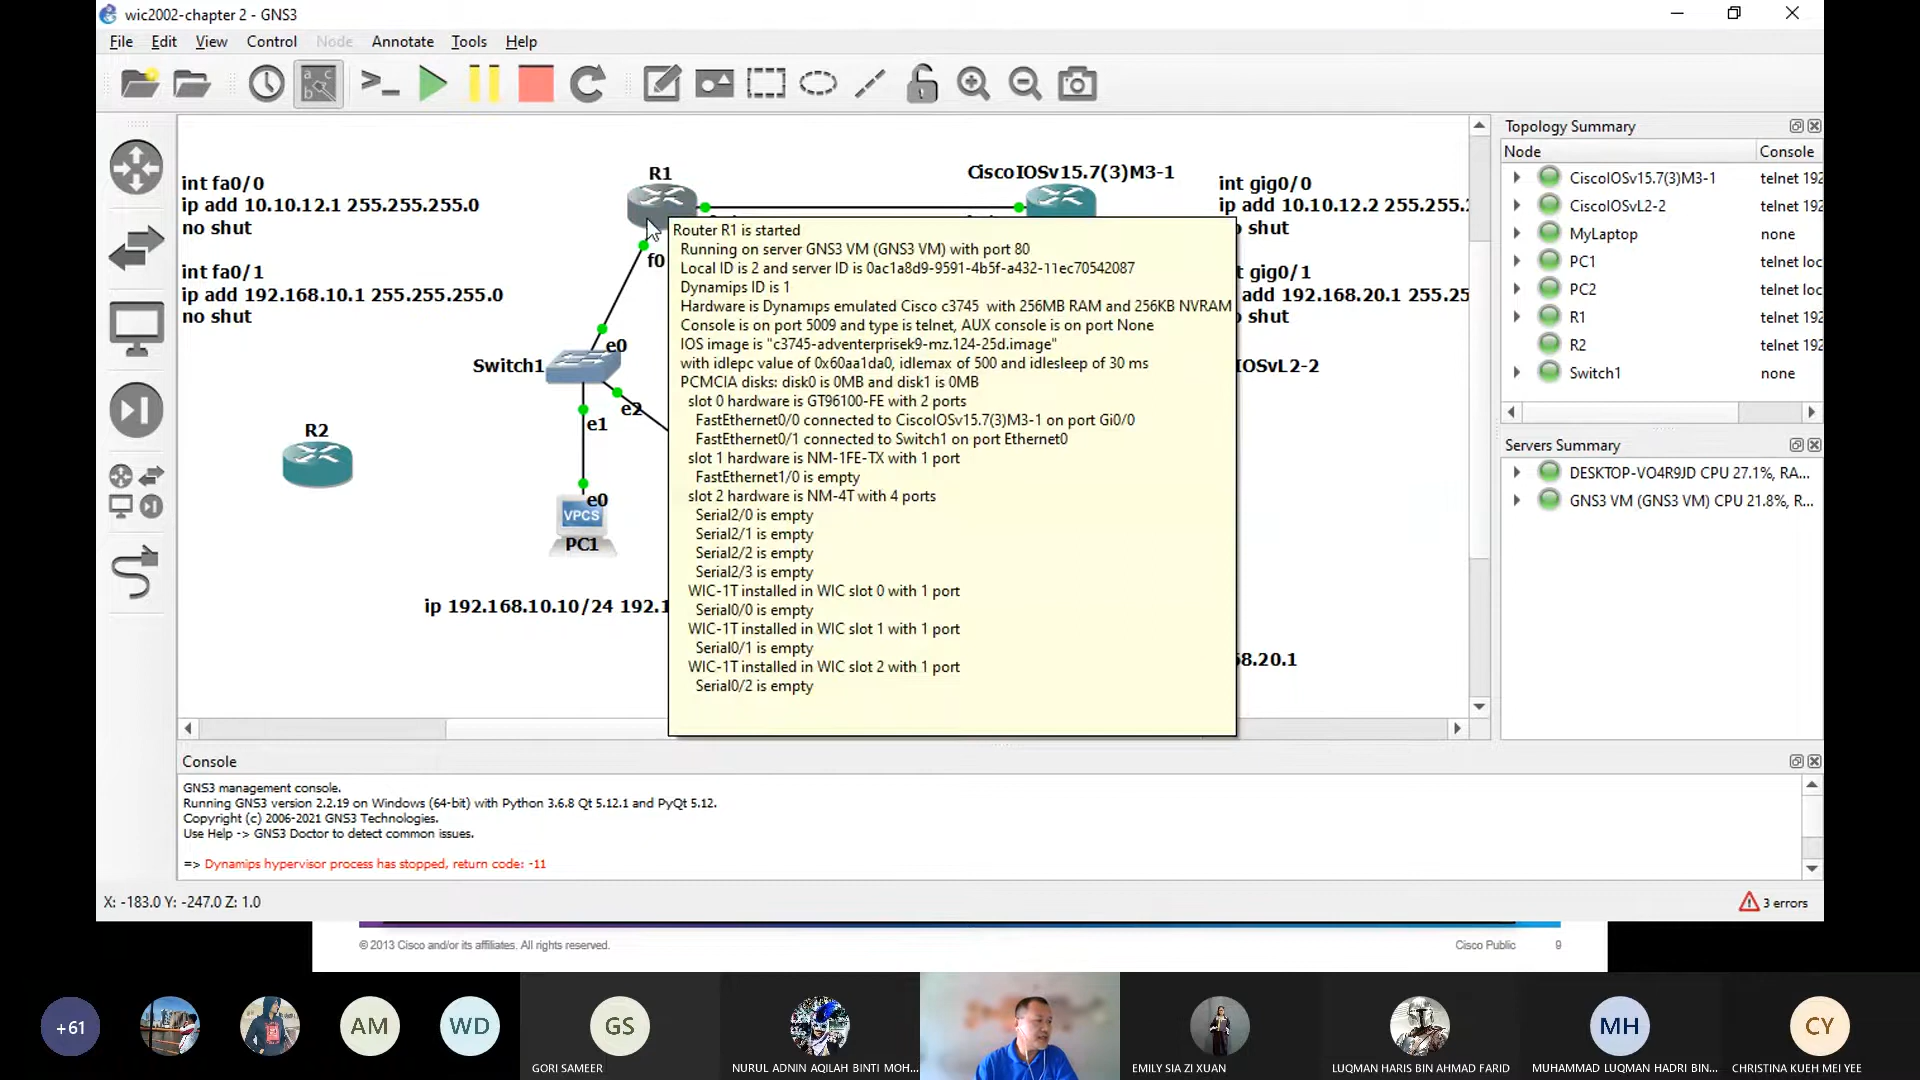 wic2002-chapter 2 - GNS3
File Edit View Control Node Annotate Tools Help
int fa0/0
ip add 10.10.12.1 255.255.255.0
no shut
int fa0/1
ip add 192.168.10.1 255.255.255.0
no shut
R1
CiscoIOSv15.7(3)M3-1
int gig0/0
ip add 10.10.12.2 255.255.2
shut
gig0/1
add 192.168.20.1 255.25
shut
f0
e0
Switch1
IOSvL2-2
e2
e1
R2
e0
VPCS
PC1
ip 192.168.10.10/24 192.1
68.20.1
Router R1 is started
Running on server GNS3 VM (GNS3 VM) with port 80
Local ID is 2 and server ID is 0ac1a8d9-9591-4b5f-a432-11ec70542087
Dynamips ID is 1
Hardware is Dynamips emulated Cisco c3745 with 256MB RAM and 256KB NVRAM
Console is on port 5009 and type is telnet, AUX console is on port None
IOS image is "c3745-adventerprisek9-mz.124-25d.image"
with idlepc value of 0x60aa1da0, idlemax of 500 and idlesleep of 30 ms
PCMCIA disks: disk0 is 0MB and disk1 is 0MB
slot 0 hardware is GT96100-FE with 2 ports
FastEthernet0/0 connected to CiscoIOSv15.7(3)M3-1 on port Gi0/0
FastEthernet0/1 connected to Switch1 on port Ethernet0
slot 1 hardware is NM-1FE-TX with 1 port
FastEthernet1/0 is empty
slot 2 hardware is NM-4T with 4 ports
Serial2/0 is empty
Serial2/1 is empty
Serial2/2 is empty
Serial2/3 is empty
WIC-1T installed in WIC slot 0 with 1 port
Serial0/0 is empty
WIC-1T installed in WIC slot 1 with 1 port
Serial0/1 is empty
WIC-1T installed in WIC slot 2 with 1 port
Serial0/2 is empty
Topology Summary
Node Console
CiscoIOSv15.7(3)M3-1 telnet 192
CiscoIOSvL2-2 telnet 192
MyLaptop none
PC1 telnet loc
PC2 telnet loc
R1 telnet 192
R2 telnet 192
Switch1 none
Servers Summary
DESKTOP-VO4R9JD CPU 27.1%, RA...
GNS3 VM (GNS3 VM) CPU 21.8%, R...
Console
GNS3 management console.
Running GNS3 version 2.2.19 on Windows (64-bit) with Python 3.6.8 Qt 5.12.1 and PyQt 5.12.
Copyright (c) 2006-2021 GNS3 Technologies.
Use Help -> GNS3 Doctor to detect common issues.
=> Dynamips hypervisor process has stopped, return code: -11
X: -183.0 Y: -247.0 Z: 1.0
3 errors
© 2013 Cisco and/or its affiliates. All rights reserved.
Cisco Public 9
+61
AM
WD
GS
MH
CY
GORI SAMEER
NURUL ADNIN AQILAH BINTI MOH...
EMILY SIA ZI XUAN
LUQMAN HARIS BIN AHMAD FARID
MUHAMMAD LUQMAN HADRI BIN...
CHRISTINA KUEH MEI YEE